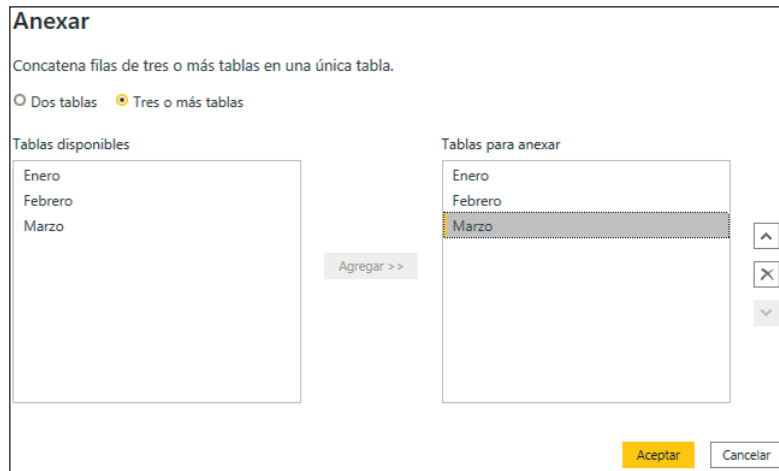 Anexar
Concatena filas de tres o más tablas en una única tabla.
Dos tablas Tres o más tablas
Tablas disponibles Tablas para anexar
Enero Enero
Febrero Febrero
Marzo Marzo
Agregar >>
Aceptar Cancelar